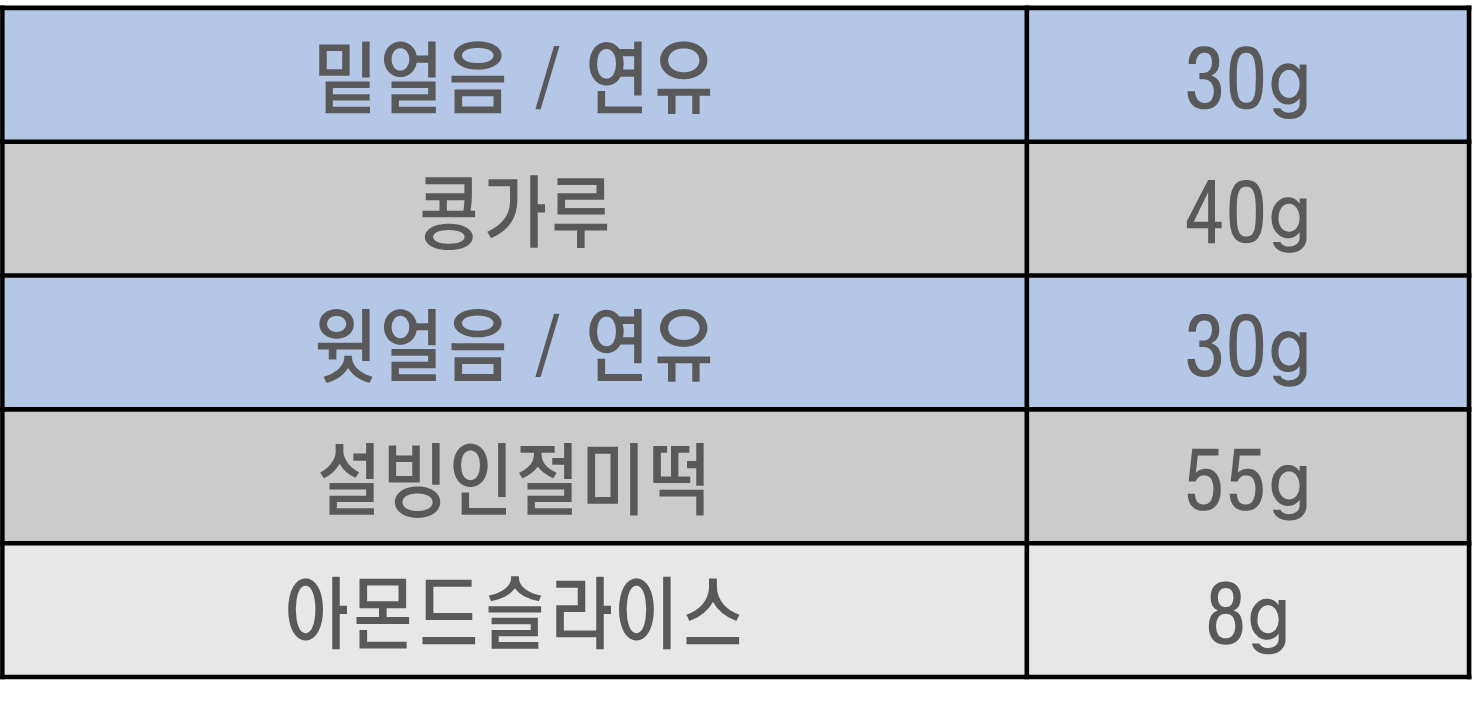 밑얼음 / 연유 30g
콩가루 40g
윗얼음 / 연유 30g
설빙인절미떡 55g
아몬드슬라이스 8g